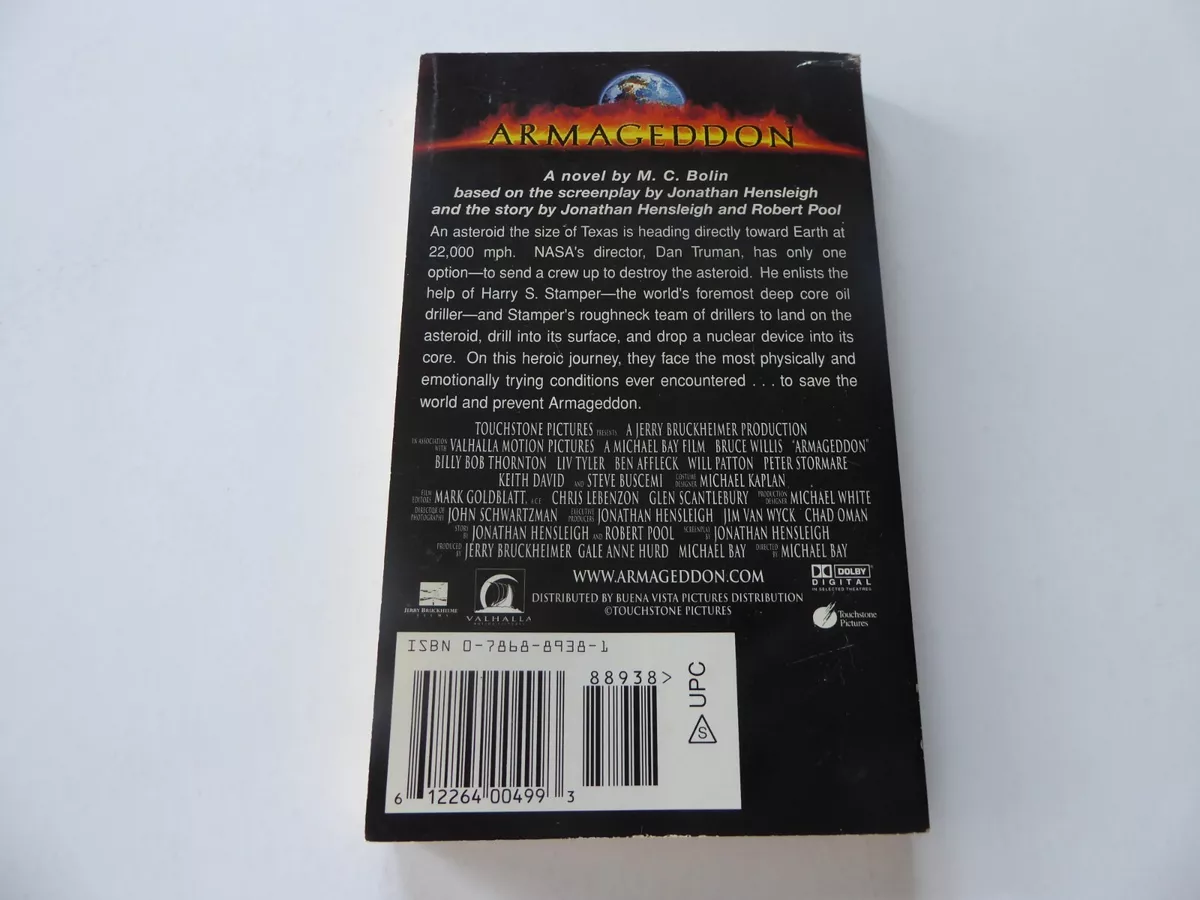 ARMAGEDDON
A novel by M. C. Bolin
based on the screenplay by Jonathan Hensleigh
and the story by Jonathan Hensleigh and Robert Pool
An asteroid the size of Texas is heading directly toward Earth at
22,000 mph. NASA's director, Dan Truman, has only one
option—to send a crew up to destroy the asteroid. He enlists the
help of Harry S. Stamper—the world's foremost deep core oil
driller—and Stamper's roughneck team of drillers to land on the
asteroid, drill into its surface, and drop a nuclear device into its
core. On this heroic journey, they face the most physically and
emotionally trying conditions ever encountered . . . to save the
world and prevent Armageddon.
TOUCHSTONE PICTURES PRESENTS A JERRY BRUCKHEIMER PRODUCTION
IN ASSOCIATION WITH VALHALLA MOTION PICTURES A MICHAEL BAY FILM BRUCE WILLIS "ARMAGEDDON"
BILLY BOB THORNTON LIV TYLER BEN AFFLECK WILL PATTON PETER STORMARE
KEITH DAVID AND STEVE BUSCEMI COSTUME DESIGNER MICHAEL KAPLAN
FILM EDITORS MARK GOLDBLATT, A.C.E. CHRIS LEBENZON GLEN SCANTLEBURY PRODUCTION DESIGNER MICHAEL WHITE
DIRECTOR OF PHOTOGRAPHY JOHN SCHWARTZMAN EXECUTIVE PRODUCERS JONATHAN HENSLEIGH JIM VAN WYCK CHAD OMAN
STORY BY JONATHAN HENSLEIGH AND ROBERT POOL SCREENPLAY BY JONATHAN HENSLEIGH
PRODUCED BY JERRY BRUCKHEIMER GALE ANNE HURD MICHAEL BAY DIRECTED BY MICHAEL BAY
WWW.ARMAGEDDON.COM
DISTRIBUTED BY BUENA VISTA PICTURES DISTRIBUTION
©TOUCHSTONE PICTURES
JERRY BRUCKHEIMER FILMS
VALHALLA
DOLBY
DIGITAL
IN SELECTED THEATRES
Touchstone
Pictures
ISBN 0-7868-8938-1
88938>
6 12264 00499 3
S UPC